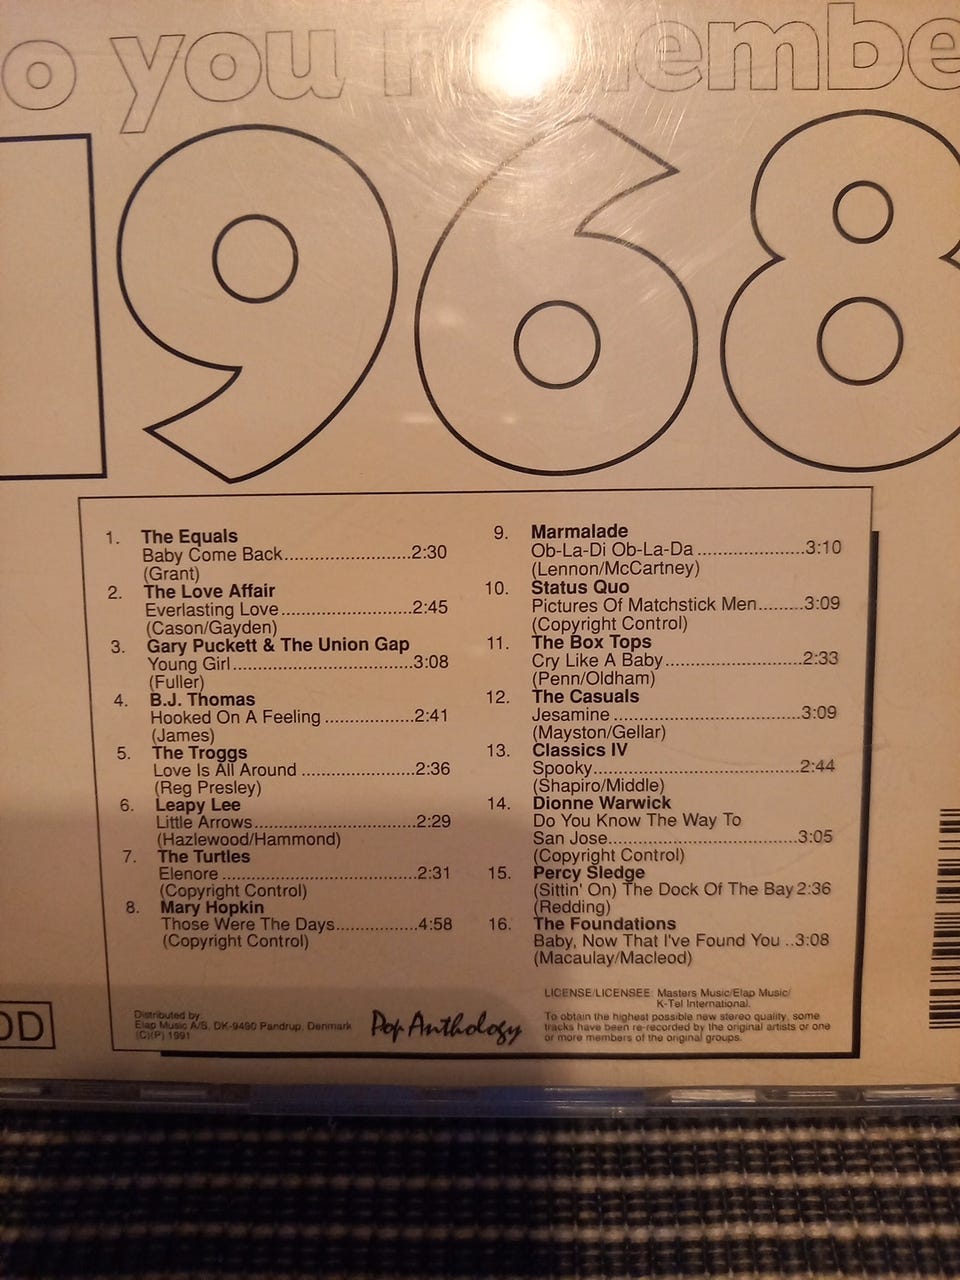 o you remembe
1968
1. The Equals
Baby Come Back..............................2:30
(Grant)
2. The Love Affair
Everlasting Love..............................2:45
(Cason/Gayden)
3. Gary Puckett & The Union Gap
Young Girl..............................3:08
(Fuller)
4. B.J. Thomas
Hooked On A Feeling ....................2:41
(James)
5. The Troggs
Love Is All Around .........................2:36
(Reg Presley)
6. Leapy Lee
Little Arrows..............................2:29
(Hazlewood/Hammond)
7. The Turtles
Elenore ..............................2:31
(Copyright Control)
8. Mary Hopkin
Those Were The Days..................4:58
(Copyright Control)
9. Marmalade
Ob-La-Di Ob-La-Da ........................3:10
(Lennon/McCartney)
10. Status Quo
Pictures Of Matchstick Men..........3:09
(Copyright Control)
11. The Box Tops
Cry Like A Baby..............................2:33
(Penn/Oldham)
12. The Casuals
Jesamine ..............................3:09
(Mayston/Gellar)
13. Classics IV
Spooky..............................2:44
(Shapiro/Middle)
14. Dionne Warwick
Do You Know The Way To
San Jose..............................3:05
(Copyright Control)
15. Percy Sledge
(Sittin' On) The Dock Of The Bay 2:36
(Redding)
16. The Foundations
Baby, Now That I've Found You ..3:08
(Macaulay/Macleod)
LICENSE/LICENSEE: Masters Music/Elap Music/
K-Tel International.
To obtain the highest possible new stereo quality, some
tracks have been re-recorded by the original artists or one
or more members of the original groups.
Distributed by:
Elap Music A/S, DK-9490 Pandrup, Denmark
(C)(P) 1991
Pop Anthology
DD